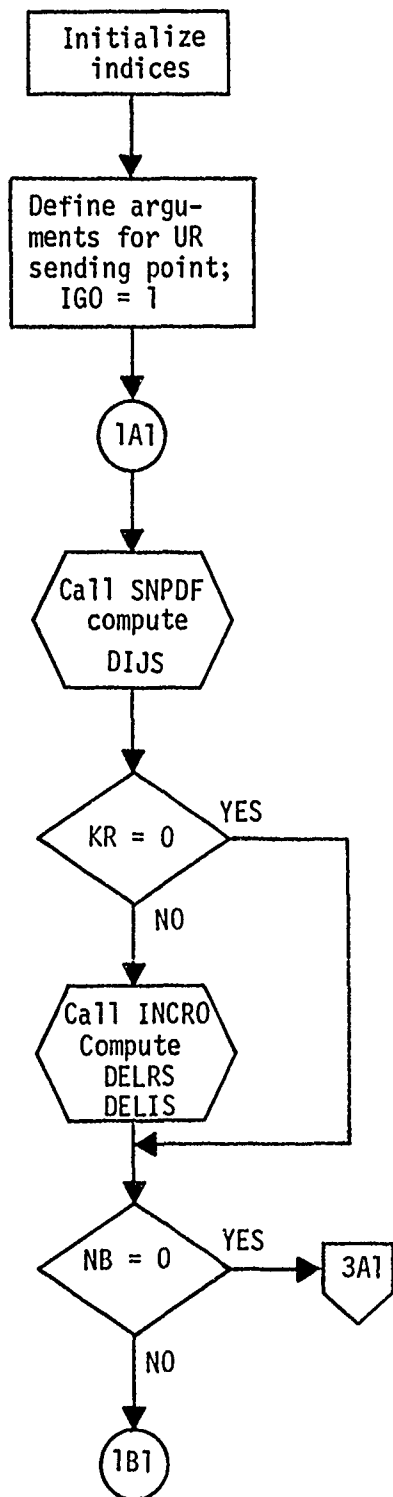 Initialize
indices
Define argu-
ments for UR
sending point;
IGO = 1
1A1
Call SNPDF
compute
DIJS
YES
KR = 0
NO
Call INCRO
Compute
DELRS
DELIS
YES
NB = 0
3A1
NO
1B1